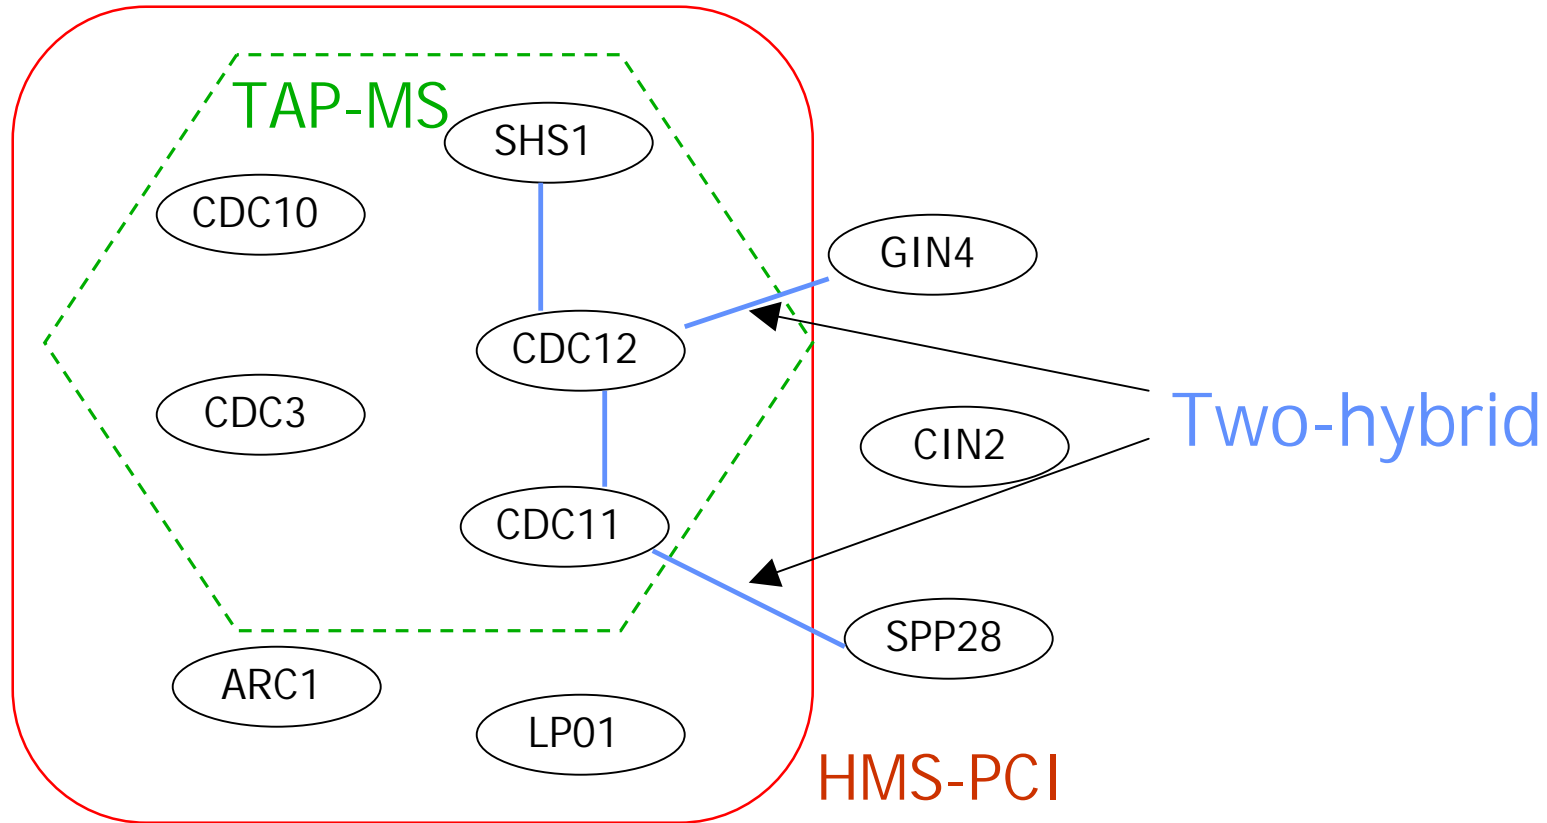 TAP-MS
SHS1
CDC10
GIN4
CDC12
Two-hybrid
CDC3
CIN2
CDC11
SPP28
ARC1
LP01
HMS-PCI